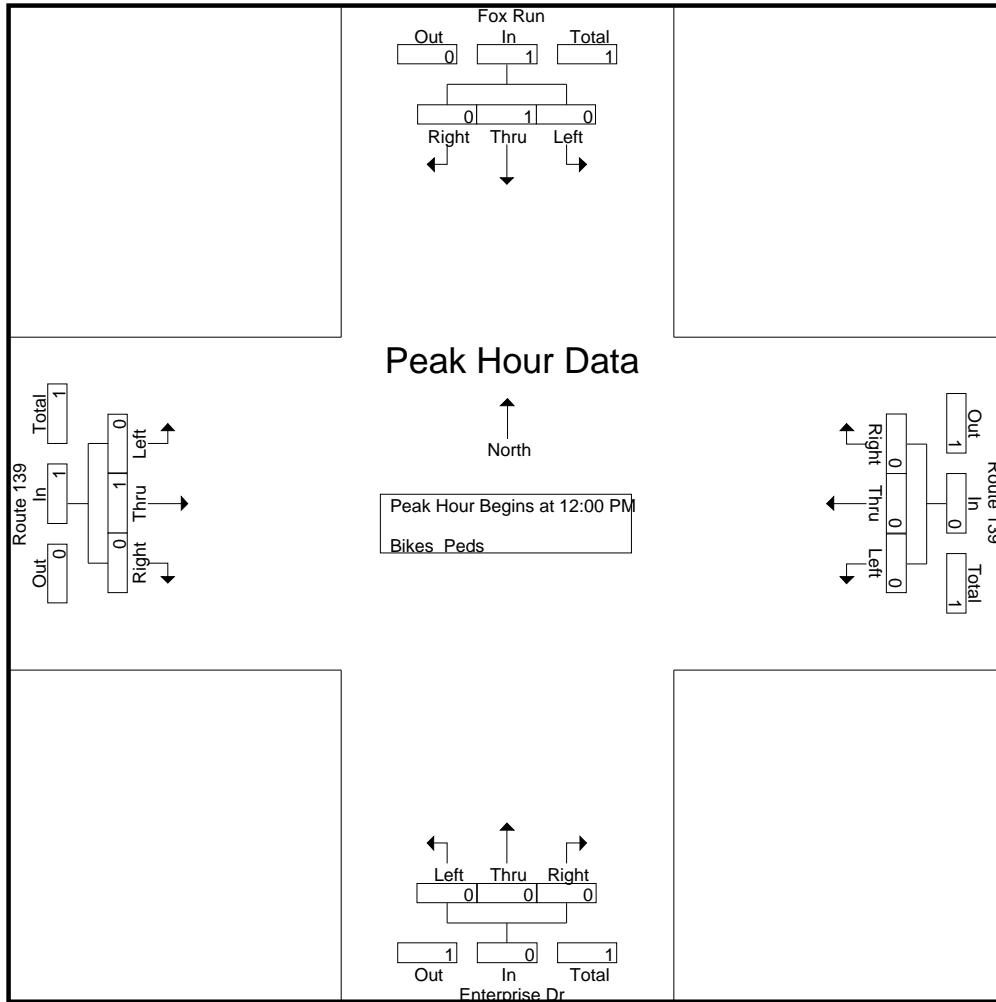 Fox Run
Out In Total
0 1 1
0 1 0
Right Thru Left
Peak Hour Data
North
Peak Hour Begins at 12:00 PM
Bikes Peds
Route 139
Total In Out
1 1 0
0 1 0
Left Thru Right
Route 139
Out In Total
1 0 1
0 0 0
Right Thru Left
Left Thru Right
0 0 0
1 0 1
Out In Total
Enterprise Dr